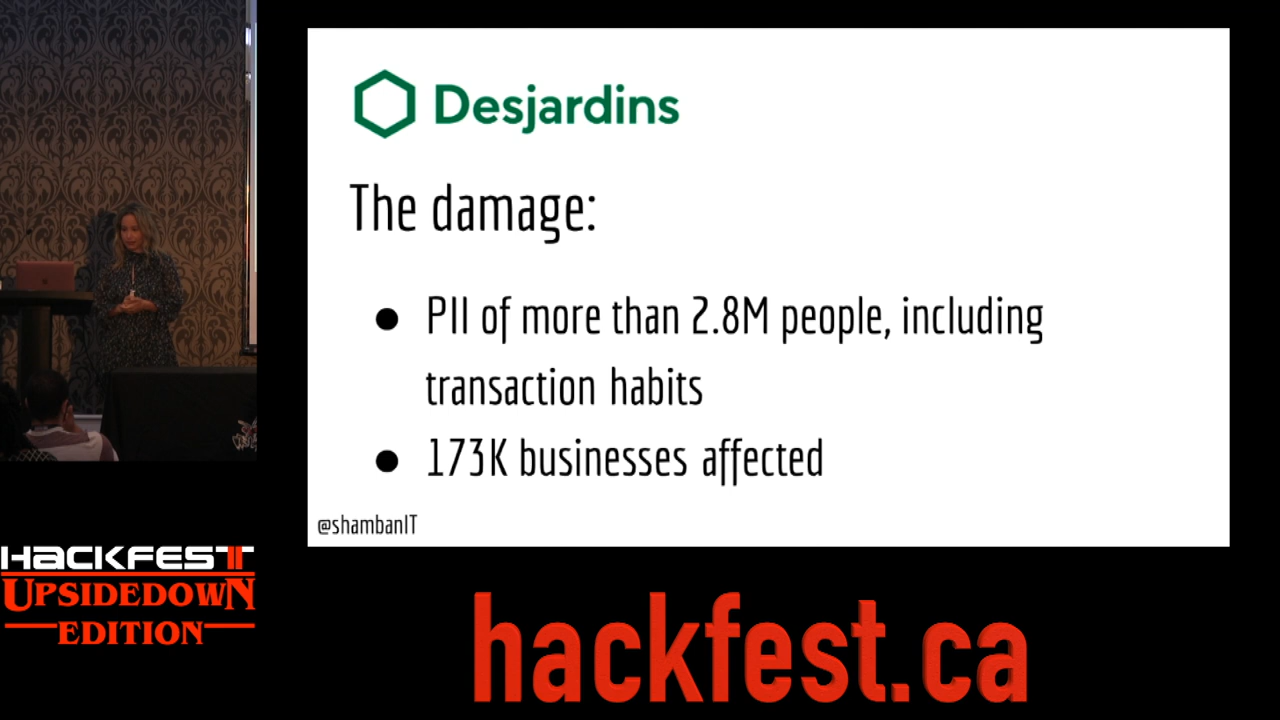 Desjardins
The damage:
● PII of more than 2.8M people, including
transaction habits
● 173K businesses affected
@shambanIT
HACKFEST
UPSIDEDOWN
EDITION
hackfest.ca